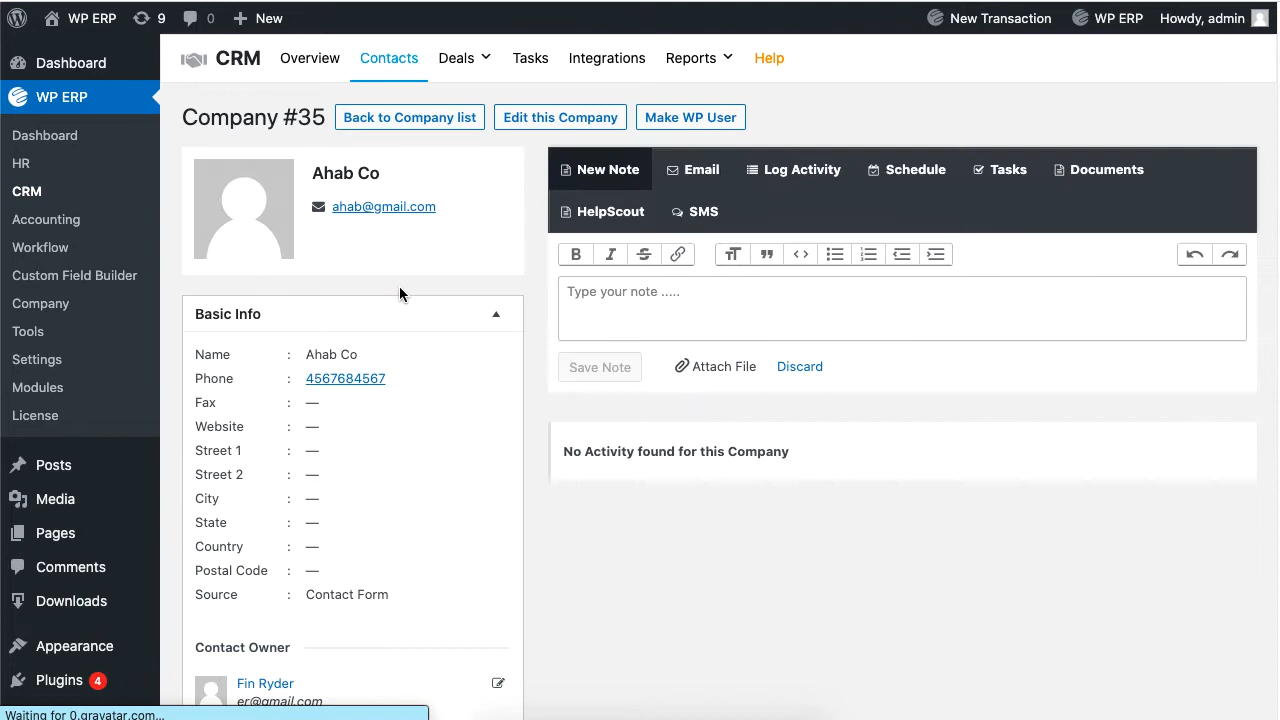 WP ERP 9 0 New New Transaction WP ERP Howdy, admin
Dashboard
WP ERP
Dashboard
HR
CRM
Accounting
Workflow
Custom Field Builder
Company
Tools
Settings
Modules
License
Posts
Media
Pages
Comments
Downloads
Appearance
Plugins 4
CRM Overview Contacts Deals Tasks Integrations Reports Help
Company #35 Back to Company list Edit this Company Make WP User
Ahab Co
ahab@gmail.com
Basic Info
Name : Ahab Co
Phone : 4567684567
Fax : —
Website : —
Street 1 : —
Street 2 : —
City : —
State : —
Country : —
Postal Code : —
Source : Contact Form
Contact Owner
Fin Ryder
er@gmail.com
New Note Email Log Activity Schedule Tasks Documents
HelpScout SMS
Type your note .....
Save Note Attach File Discard
No Activity found for this Company
Waiting for 0.gravatar.com...